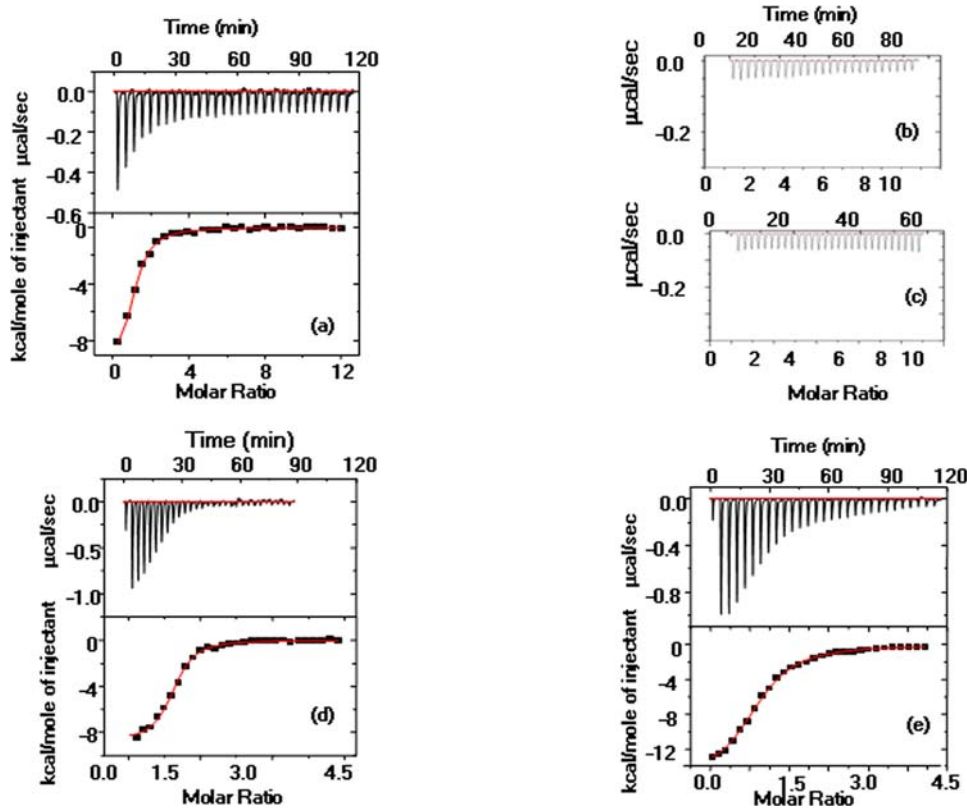 Time (min)
0 30 60 90 120
0.0
-0.2
-0.4
-0.6
µcal/sec
0
-4
-8
kcal/mole of injectant
(a)
0 4 8 12
Molar Ratio
Time (min)
0 20 40 60 80
0.0
-0.2
µcal/sec
(b)
0 2 4 6 8 10
0 20 40 60
0.0
-0.2
µcal/sec
(c)
0 2 4 6 8 10
Molar Ratio
Time (min)
0 30 60 90 120
0.0
-0.5
-1.0
µcal/sec
0
-4
-8
kcal/mole of injectant
(d)
0.0 1.5 3.0 4.5
Molar Ratio
Time (min)
0 30 60 90 120
0.0
-0.4
-0.8
µcal/sec
0
-4
-8
-12
kcal/mole of injectant
(e)
0.0 1.5 3.0 4.5
Molar Ratio